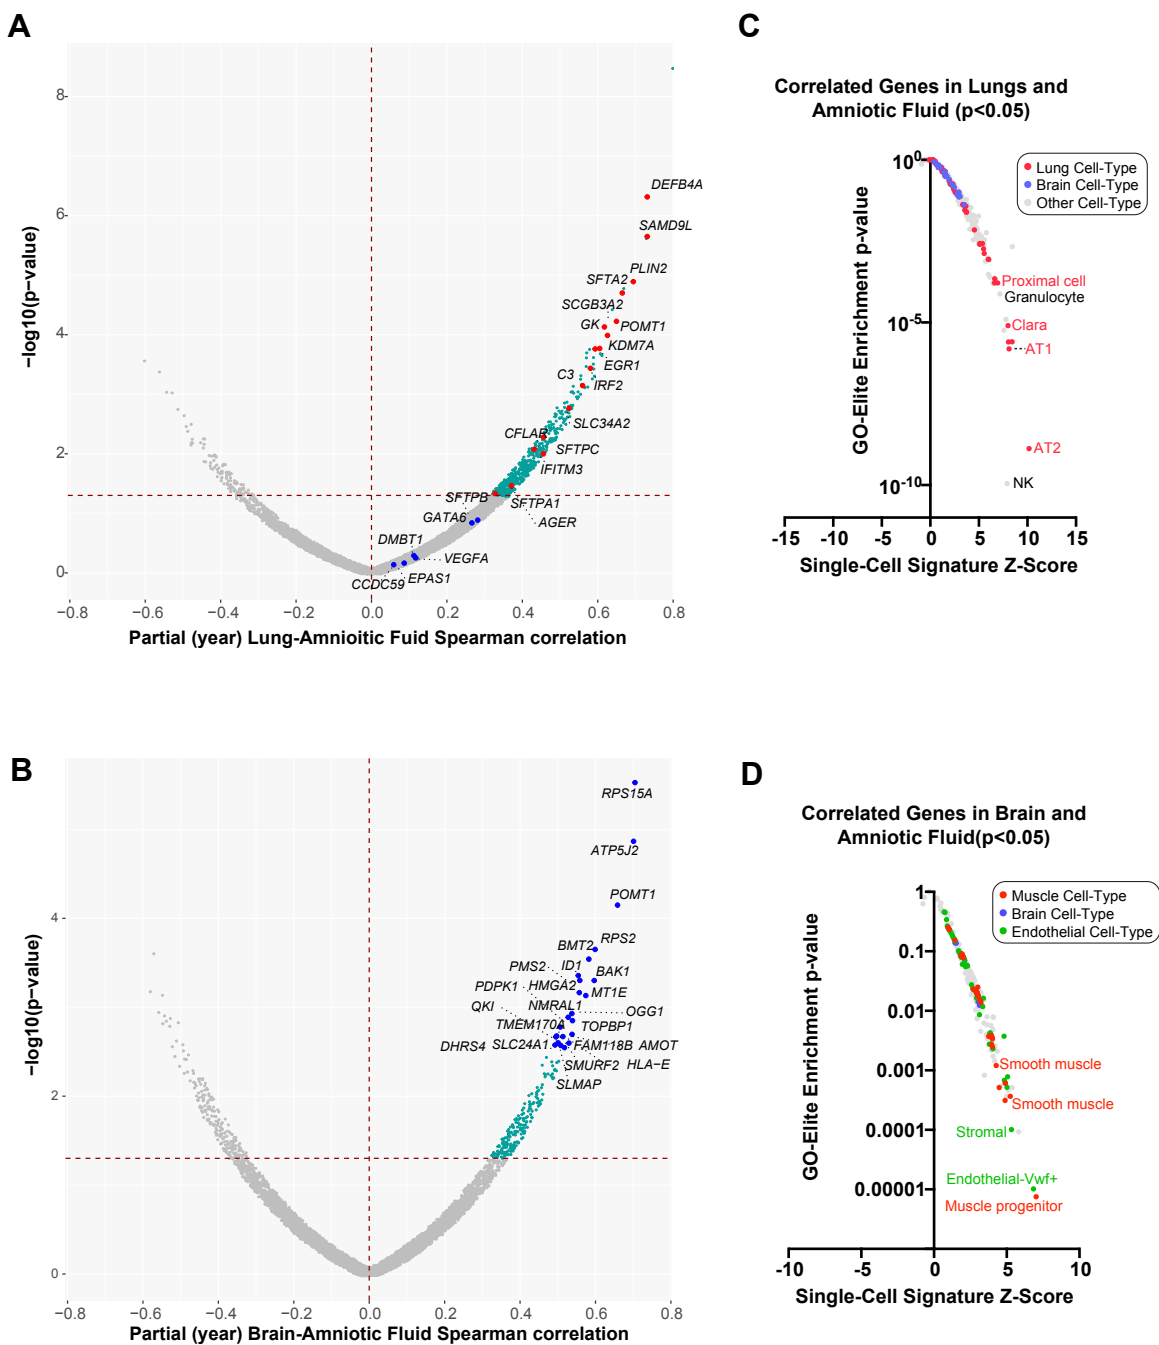 A
8
6
4
2
0
−log10(p−value)
DEFB4A
SAMD9L
PLIN2
SFTA2
SCGB3A2
GK
POMT1
KDM7A
EGR1
C3
IRF2
SLC34A2
CFLAR
SFTPC
IFITM3
SFTPB
SFTPA1
GATA6
AGER
DMBT1
VEGFA
EPAS1
CCDC59
−0.8 −0.6 −0.4 −0.2 0.0 0.2 0.4 0.6 0.8
Partial (year) Lung-Amnioitic Fuid Spearman correlation
C
Correlated Genes in Lungs and
Amniotic Fluid (p<0.05)
10^0
10^-5
10^-10
GO-Elite Enrichment p-value
Lung Cell-Type
Brain Cell-Type
Other Cell-Type
Proximal cell
Granulocyte
Clara
AT1
AT2
NK
-15 -10 -5 0 5 10 15
Single-Cell Signature Z-Score
B
4
2
0
−log10(p−value)
RPS15A
ATP5J2
POMT1
RPS2
BMT2
PMS2
ID1
BAK1
PDPK1
HMGA2
MT1E
QKI
NMRAL1
OGG1
TMEM170A
TOPBP1
DHRS4
SLC24A1
FAM118B
AMOT
SMURF2
HLA−E
SLMAP
−0.8 −0.6 −0.4 −0.2 0.0 0.2 0.4 0.6 0.8
Partial (year) Brain-Amniotic Fluid Spearman correlation
D
Correlated Genes in Brain and
Amniotic Fluid(p<0.05)
1
0.1
0.01
0.001
0.0001
0.00001
GO-Elite Enrichment p-value
Muscle Cell-Type
Brain Cell-Type
Endothelial Cell-Type
Smooth muscle
Smooth muscle
Stromal
Endothelial-Vwf+
Muscle progenitor
-10 -5 0 5 10
Single-Cell Signature Z-Score